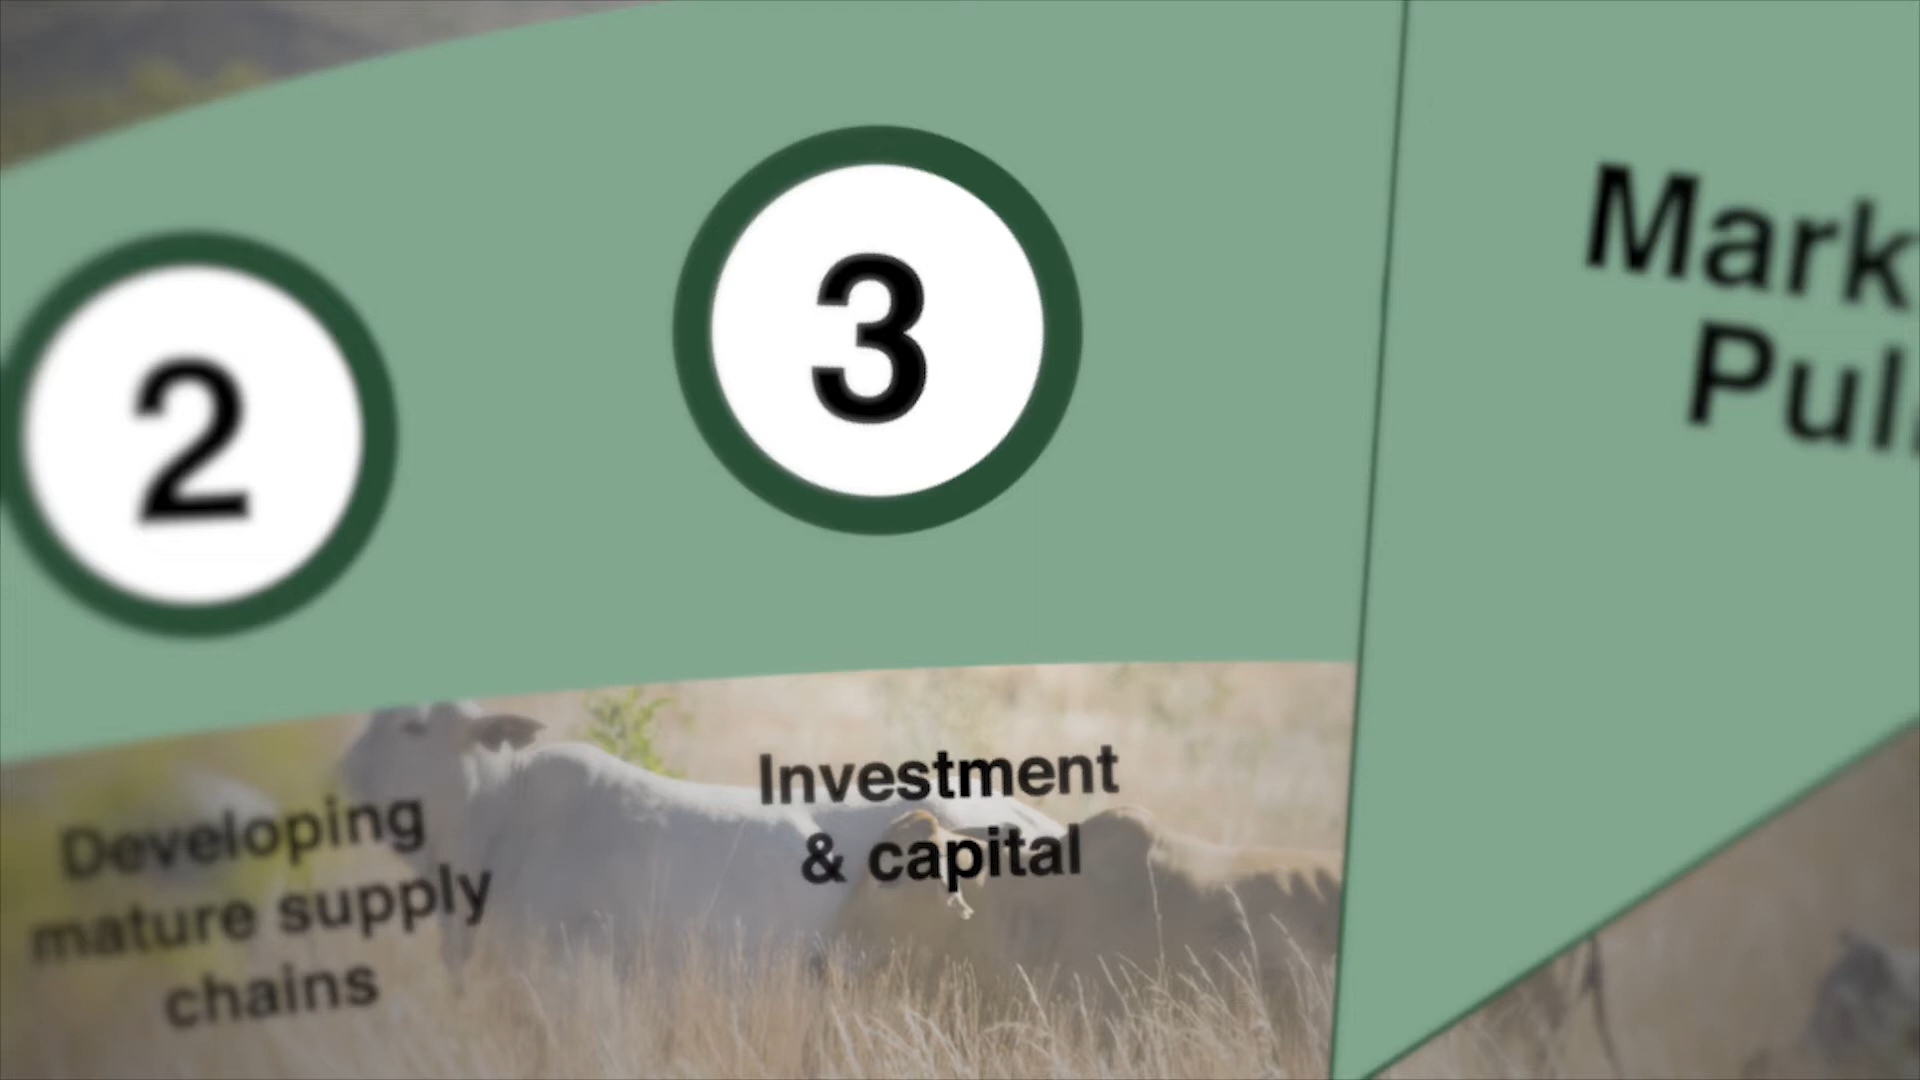 2
Developing
mature supply
chains
3
Investment
& capital
Mark
Pul